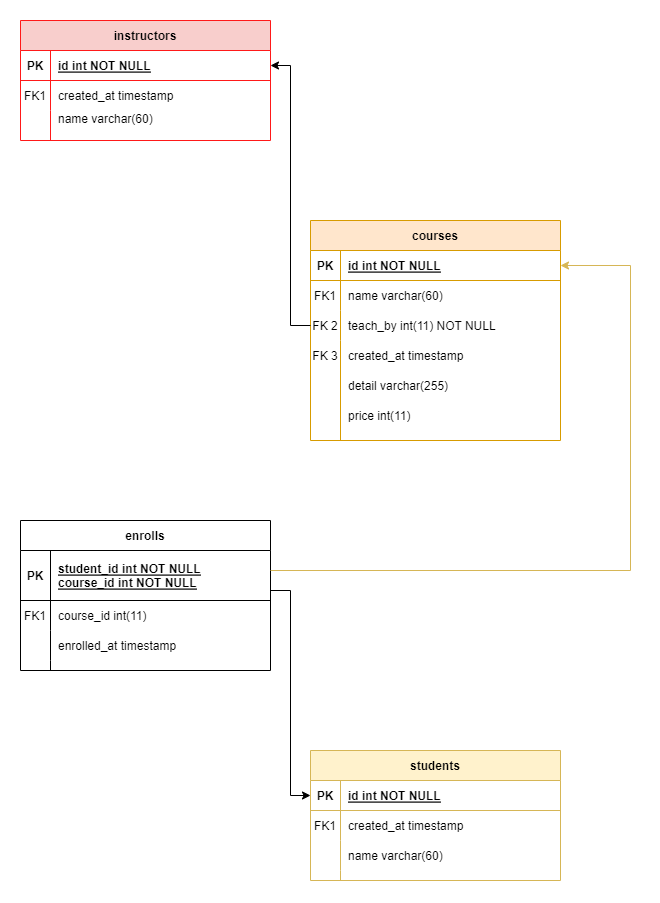 instructors
PK id int NOT NULL
FK1 created_at timestamp
name varchar(60)
courses
PK id int NOT NULL
FK1 name varchar(60)
FK 2 teach_by int(11) NOT NULL
FK 3 created_at timestamp
detail varchar(255)
price int(11)
enrolls
PK student_id int NOT NULL
course_id int NOT NULL
FK1 course_id int(11)
enrolled_at timestamp
students
PK id int NOT NULL
FK1 created_at timestamp
name varchar(60)